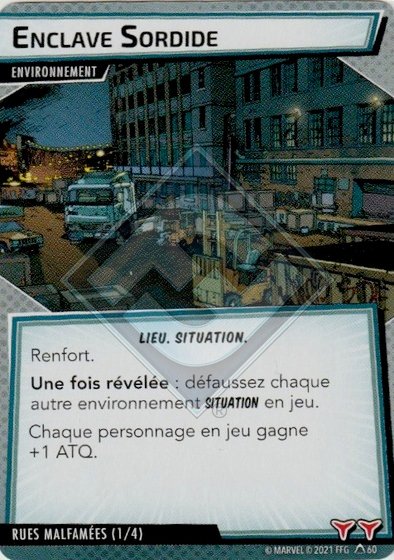 Enclave Sordide
ENVIRONNEMENT
LIEU. SITUATION.
Renfort.
Une fois révélée : défaussez chaque
autre environnement SITUATION en jeu.
Chaque personnage en jeu gagne
+1 ATQ.
RUES MALFAMÉES (1/4)
© MARVEL © 2021 FFG 60